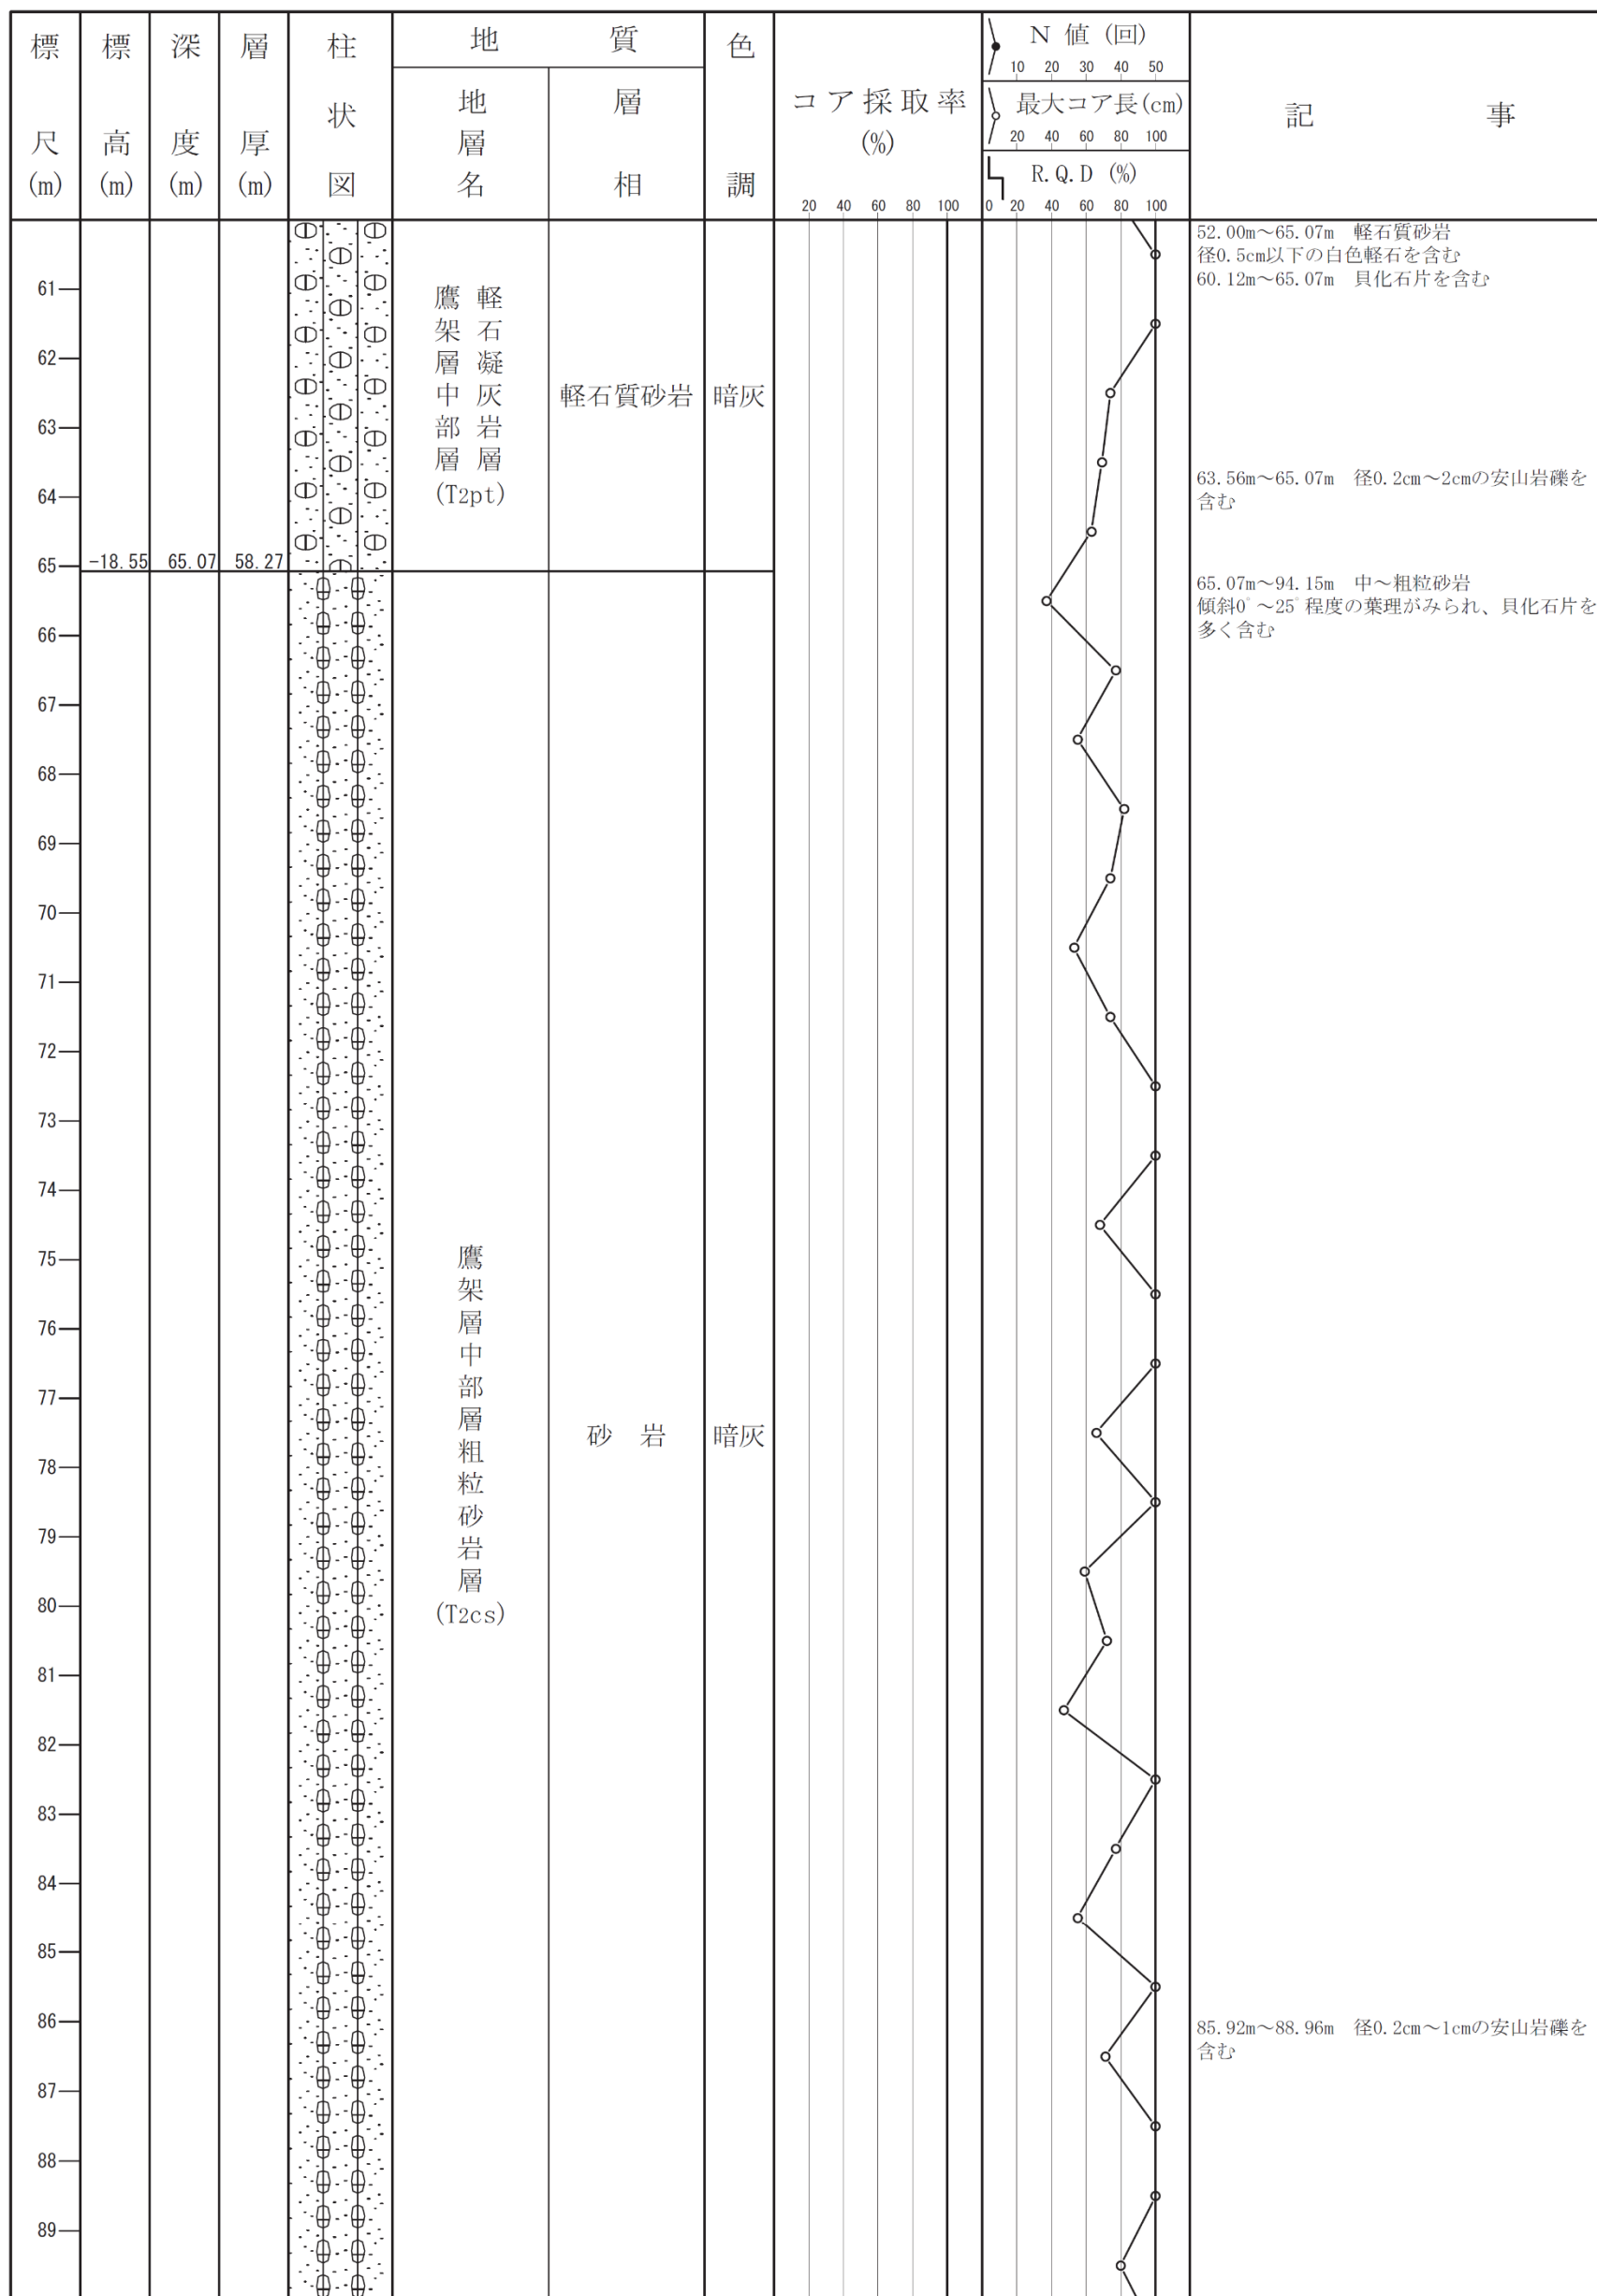 標尺(m)
標高(m)
深度(m)
層厚(m)
柱状図
地質
地層名
層相
色調
コア採取率
(%)
20 40 60 80 100
N 値 (回)
10 20 30 40 50
最大コア長(cm)
20 40 60 80 100
R.Q.D (%)
0 20 40 60 80 100
記事
52.00m～65.07m 軽石質砂岩
径0.5cm以下の白色軽石を含む
60.12m～65.07m 貝化石片を含む
61
62
63
64
65
鷹架層中部層
軽石凝灰岩層
(T2pt)
軽石質砂岩
暗灰
63.56m～65.07m 径0.2cm～2cmの安山岩礫を
含む
-18.55 65.07 58.27
65.07m～94.15m 中～粗粒砂岩
傾斜0°～25°程度の葉理がみられ、貝化石片を
多く含む
66
67
68
69
70
71
72
73
74
75
76
77
78
79
80
81
82
83
84
85
86
87
88
89
鷹架層中部層粗粒砂岩層
(T2cs)
砂 岩
暗灰
85.92m～88.96m 径0.2cm～1cmの安山岩礫を
含む